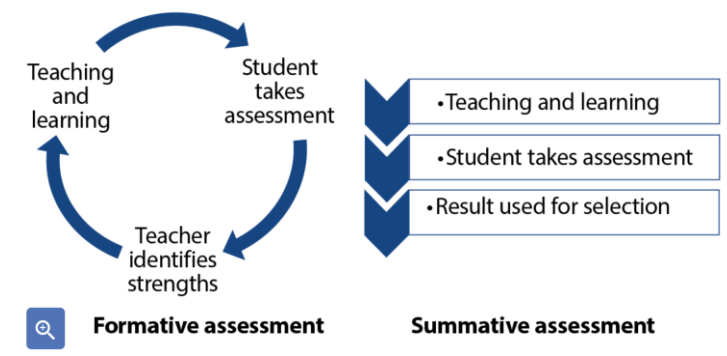 Teaching
and
learning
Student
takes
assessment
Teacher
identifies
strengths
Formative assessment
•Teaching and learning
•Student takes assessment
•Result used for selection
Summative assessment